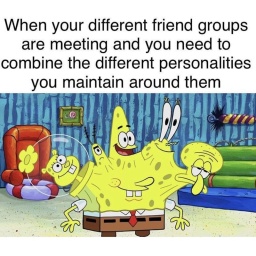 When your different friend groups
are meeting and you need to
combine the different personalities
you maintain around them